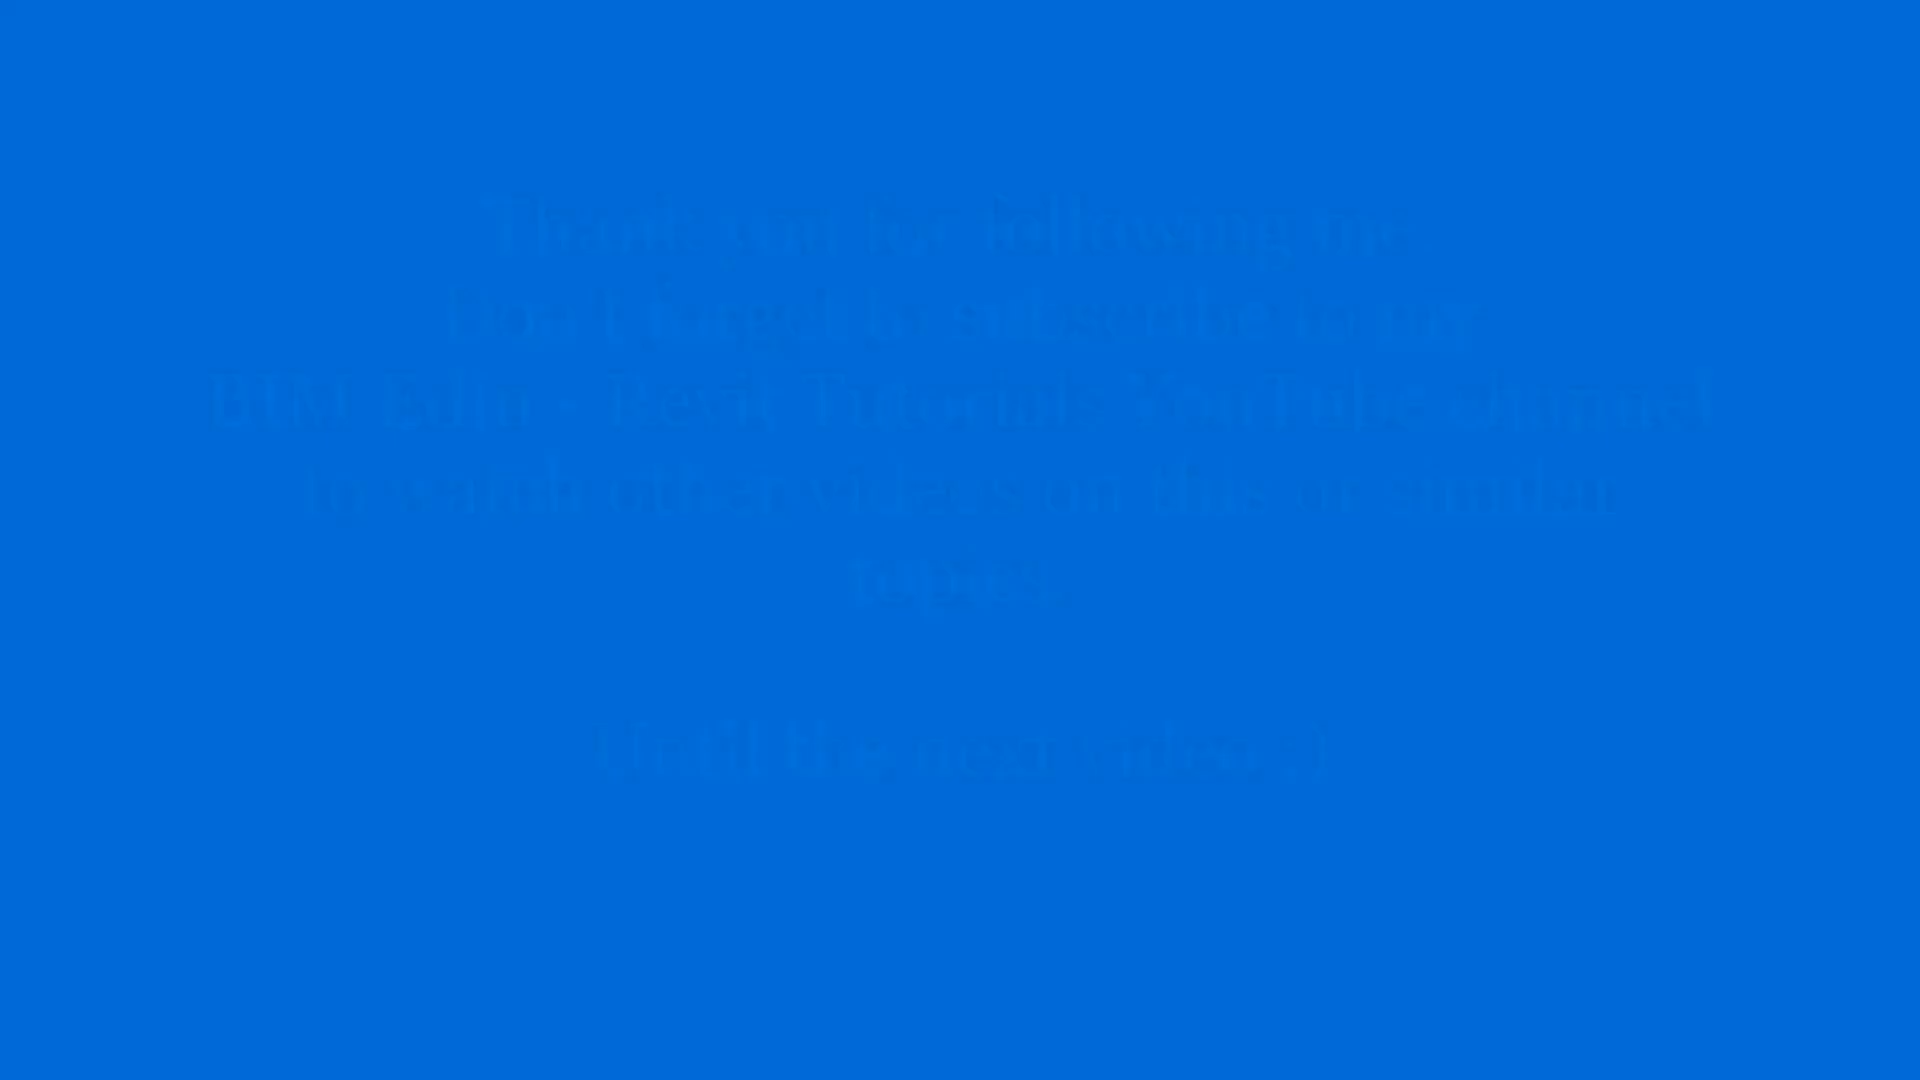 Thank you for following me.
Don't forget to subscribe to my
BIM Edin - Revit Tutorials YouTube channel
to watch other videos on this or similar
topics.
Until the next video ;)